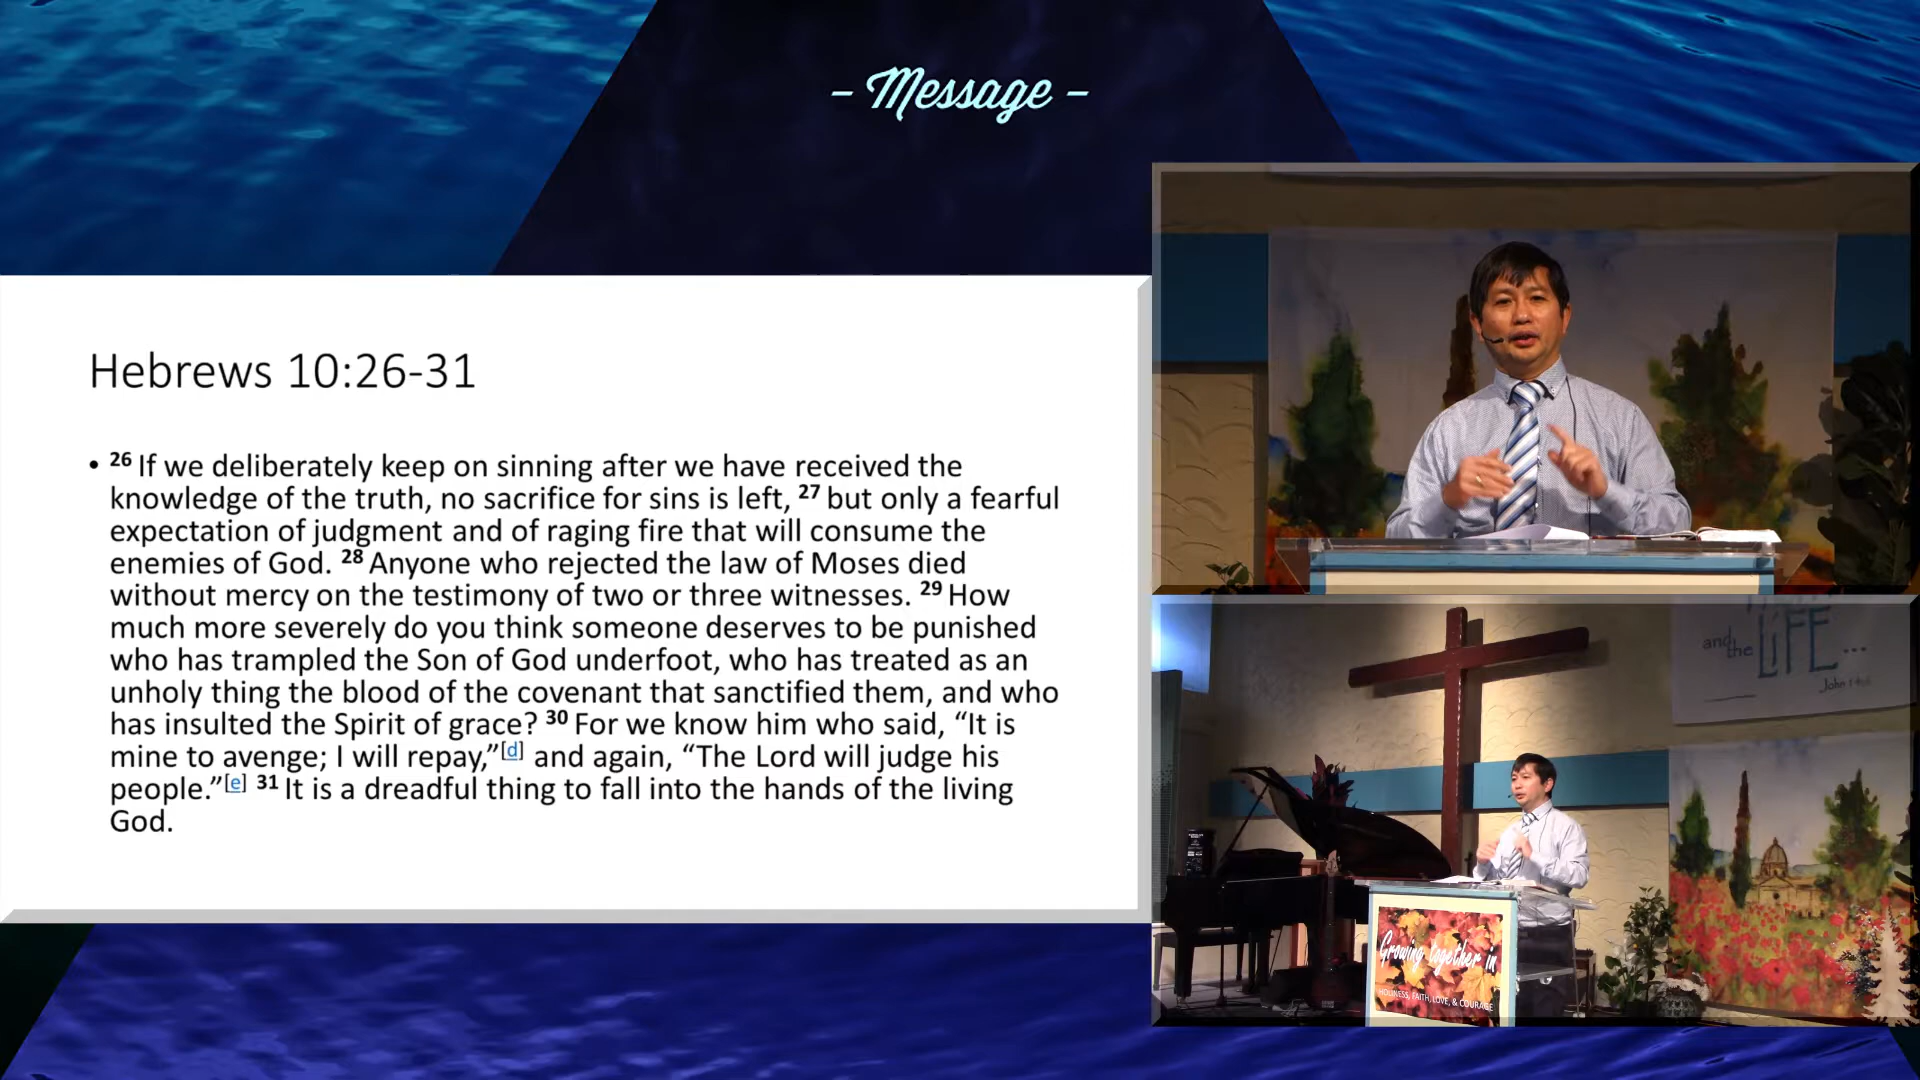 - Message -
Hebrews 10:26-31
• 26 If we deliberately keep on sinning after we have received the
knowledge of the truth, no sacrifice for sins is left, 27 but only a fearful
expectation of judgment and of raging fire that will consume the
enemies of God. 28 Anyone who rejected the law of Moses died
without mercy on the testimony of two or three witnesses. 29 How
much more severely do you think someone deserves to be punished
who has trampled the Son of God underfoot, who has treated as an
unholy thing the blood of the covenant that sanctified them, and who
has insulted the Spirit of grace? 30 For we know him who said, “It is
mine to avenge; I will repay,”[d] and again, “The Lord will judge his
people.”[e] 31 It is a dreadful thing to fall into the hands of the living
God.
and the LiFE...
John 14:6
Growing together in
HOLINESS, FAITH, LOVE, & COURAGE